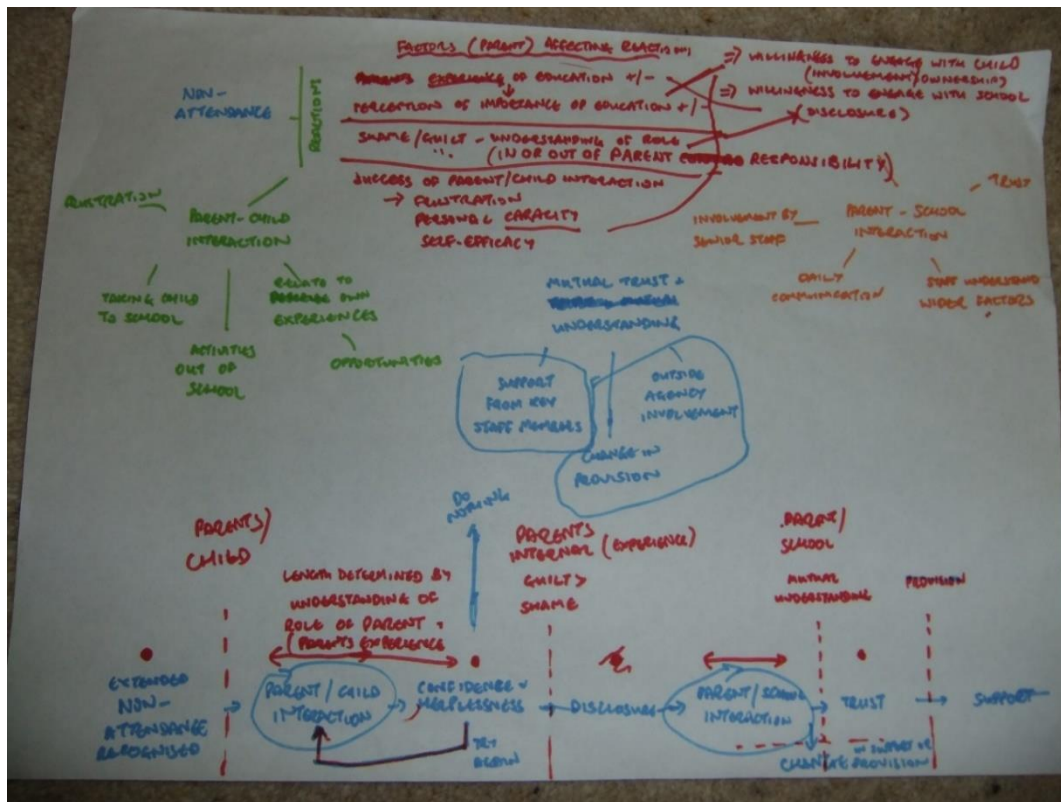 FACTORS (PARENT) AFFECTING REACTIONS
PARENTS EXPERIENCE OF EDUCATION +/-
PERCEPTIONS OF IMPORTANCE OF EDUCATION +/-
SHAME/GUILT - UNDERSTANDING OF ROLE
(IN OR OUT OF PARENT RESPONSIBILITY)
SUCCESS OF PARENT/CHILD INTERACTION
→ FRUSTRATION
PERSONAL CAPACITY
SELF-EFFICACY
=> WILLINGNESS TO ENGAGE WITH CHILD
(INVOLVEMENT/OWNERSHIP)
=> WILLINGNESS TO ENGAGE WITH SCHOOL
(DISCLOSURE)
NON-
ATTENDANCE
REACTIONS
FRUSTRATION
PARENT-CHILD
INTERACTION
TAKING CHILD
TO SCHOOL
ACTIVITIES
OUT OF
SCHOOL
RELATE TO
OWN
EXPERIENCES
OPPORTUNITIES
TRUST
INVOLVEMENT BY
SENIOR STAFF
PARENT-SCHOOL
INTERACTION
DAILY
COMMUNICATION
STAFF UNDERSTAND
WIDER FACTORS
MUTUAL TRUST +
UNDERSTANDING
SUPPORT
FROM KEY
STAFF MEMBERS
OUTSIDE
AGENCY
INVOLVEMENT
CHANGE IN
PROVISION
DO
NOTHING
PARENTS/
CHILD
LENGTH DETERMINED BY
UNDERSTANDING OF
ROLE OF PARENT +
(PARENTS EXPERIENCE
PARENTS
INTERNAL (EXPERIENCE)
GUILT >
SHAME
PARENT/
SCHOOL
MUTUAL
UNDERSTANDING
PROVISION
EXTENDED
NON-
ATTENDANCE
RECOGNISED
PARENT/CHILD
INTERACTION
CONFIDENCE +
HELPLESSNESS
TRY
AGAIN
DISCLOSURE
PARENT/SCHOOL
INTERACTION
TRUST
SUPPORT
CHANGE PROVISION